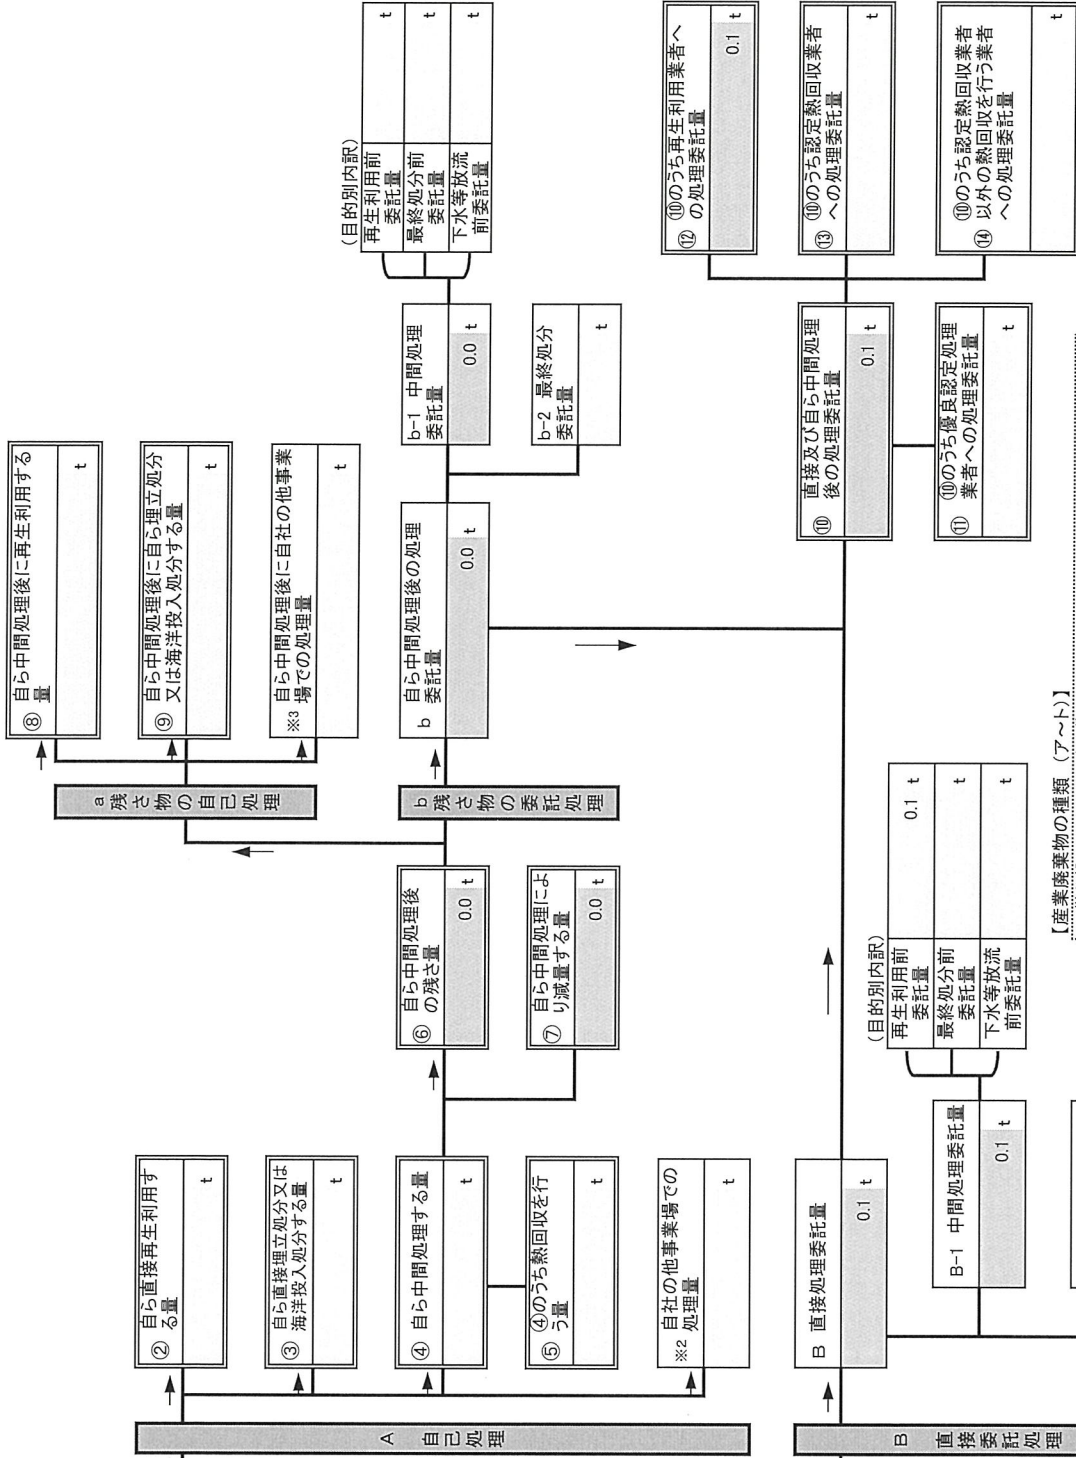 A 自己処理
② 自ら直接再生利用す
る量
t
③ 自ら直接埋立処分又は
海洋投入処分する量
t
④ 自ら中間処理する量
t
⑤ ④のうち熱回収を行
う量
t
※2 自社の他事業場での
処理量
t
⑥ 自ら中間処理後
の残さ量
0.0 t
⑦ 自ら中間処理によ
り減量する量
0.0 t
a 残さ物の自己処理
⑧ 自ら中間処理後に再生利用する
量
t
⑨ 自ら中間処理後に自ら埋立処分
又は海洋投入処分する量
t
※3 自ら中間処理後に自社の他事業
場での処理量
t
b 残さ物の委託処理
b 自ら中間処理後の処理
委託量
0.0 t
b-1 中間処理
委託量
0.0 t
b-2 最終処分
委託量
t
(目的別内訳)
再生利用前
委託量
t
最終処分前
委託量
t
下水等放流
前委託量
t
B 直接委託処理
B 直接処理委託量
0.1 t
B-1 中間処理委託量
0.1 t
(目的別内訳)
再生利用前
委託量
0.1 t
最終処分前
委託量
t
下水等放流
前委託量
t
⑩ 直接及び自ら中間処理
後の処理委託量
0.1 t
⑪ ⑩のうち優良認定処理
業者への処理委託量
t
⑫ ⑩のうち再生利用業者へ
の処理委託量
0.1 t
⑬ ⑩のうち認定熱回収業者
への処理委託量
t
⑭ ⑩のうち認定熱回収業者
以外の熱回収を行う業者
への処理委託量
t
【産業廃棄物の種類 (ア~ト)】